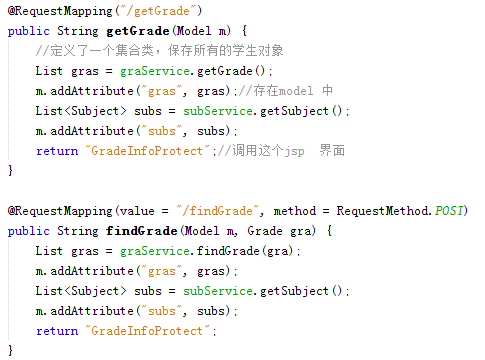 @RequestMapping("/getGrade")
public String getGrade(Model m) {
    //定义了一个集合类，保存所有的学生对象
    List gras = graService.getGrade();
    m.addAttribute("gras", gras);//存在model 中
    List<Subject> subs = subService.getSubject();
    m.addAttribute("subs", subs);
    return "GradeInfoProtect";//调用这个jsp  界面
}

@RequestMapping(value = "/findGrade", method = RequestMethod.POST)
public String findGrade(Model m, Grade gra) {
    List gras = graService.findGrade(gra);
    m.addAttribute("gras", gras);
    List<Subject> subs = subService.getSubject();
    m.addAttribute("subs", subs);
    return "GradeInfoProtect";
}